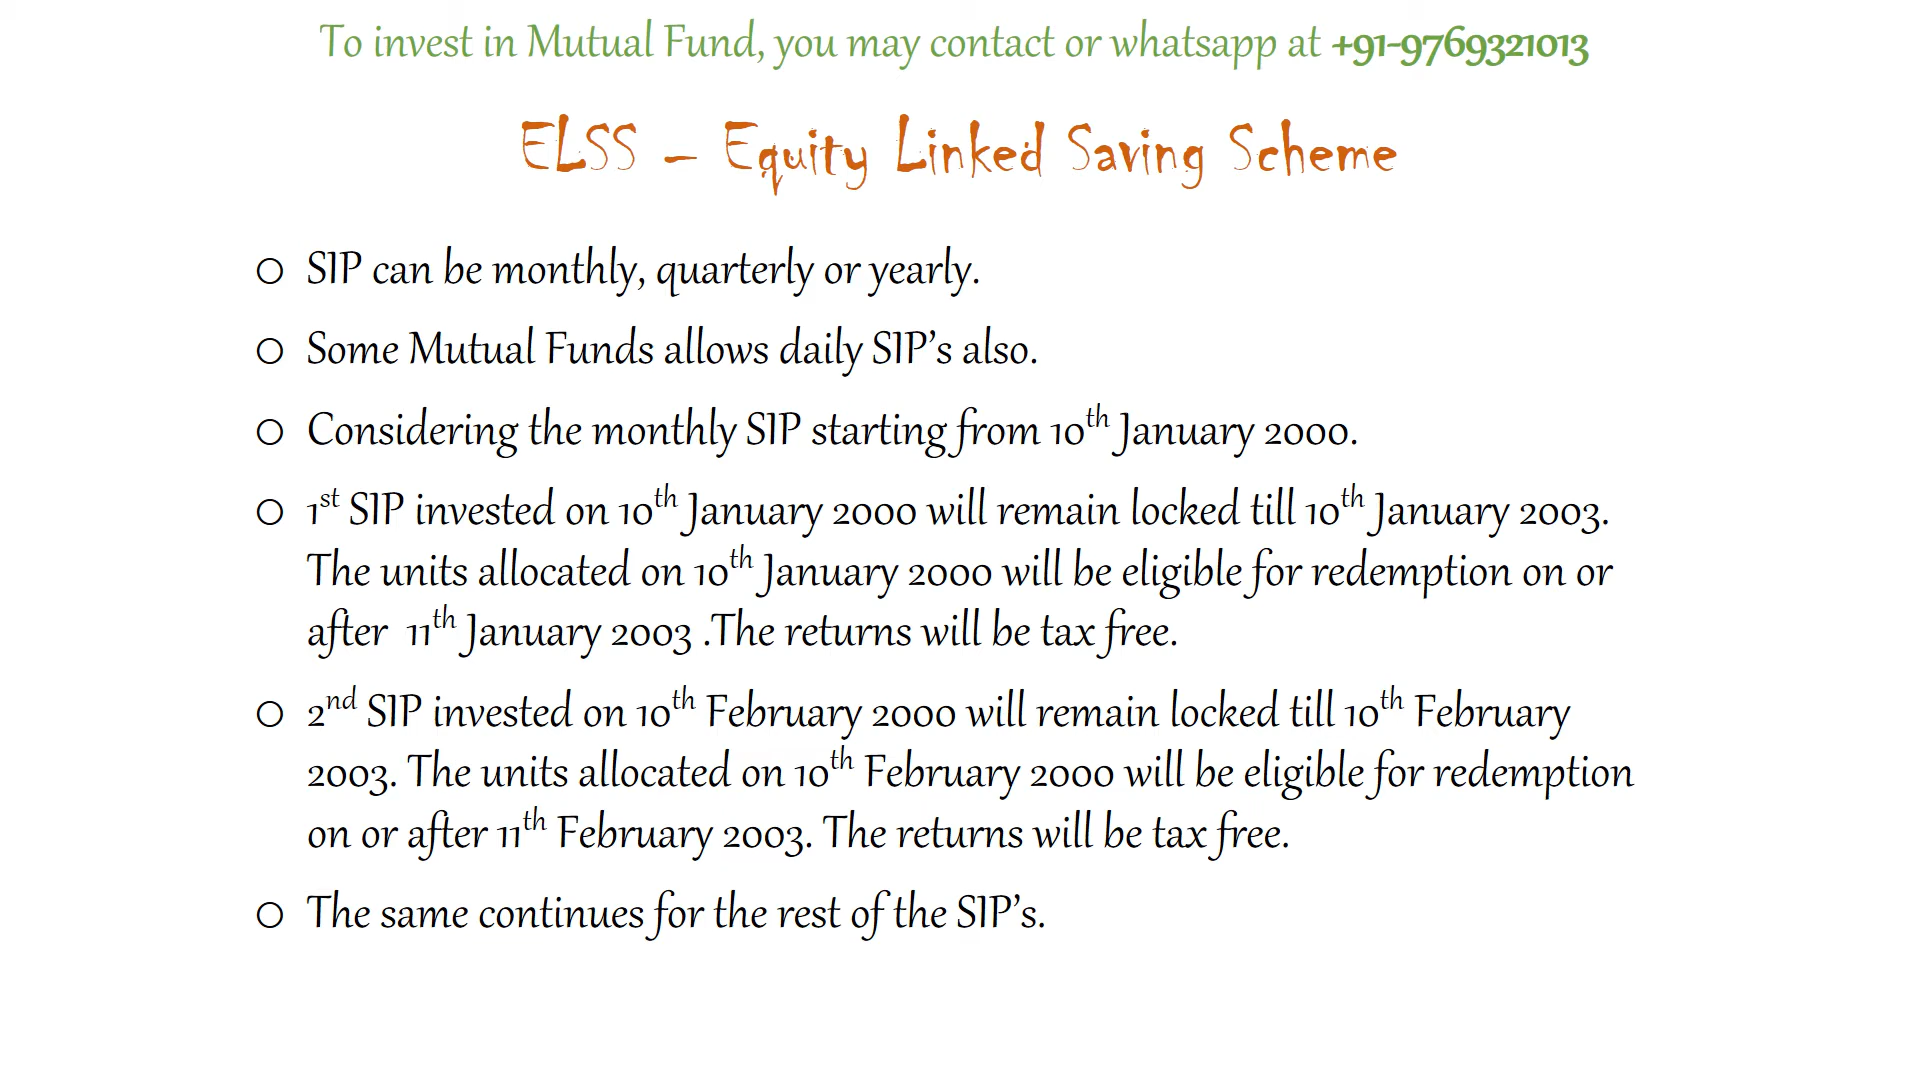 To invest in Mutual Fund, you may contact or whatsapp at +91-9769321013
ELSS – Equity Linked Saving Scheme
○ SIP can be monthly, quarterly or yearly.
○ Some Mutual Funds allows daily SIP’s also.
○ Considering the monthly SIP starting from 10th January 2000.
○ 1st SIP invested on 10th January 2000 will remain locked till 10th January 2003.
The units allocated on 10th January 2000 will be eligible for redemption on or
after 11th January 2003 .The returns will be tax free.
○ 2nd SIP invested on 10th February 2000 will remain locked till 10th February
2003. The units allocated on 10th February 2000 will be eligible for redemption
on or after 11th February 2003. The returns will be tax free.
○ The same continues for the rest of the SIP’s.